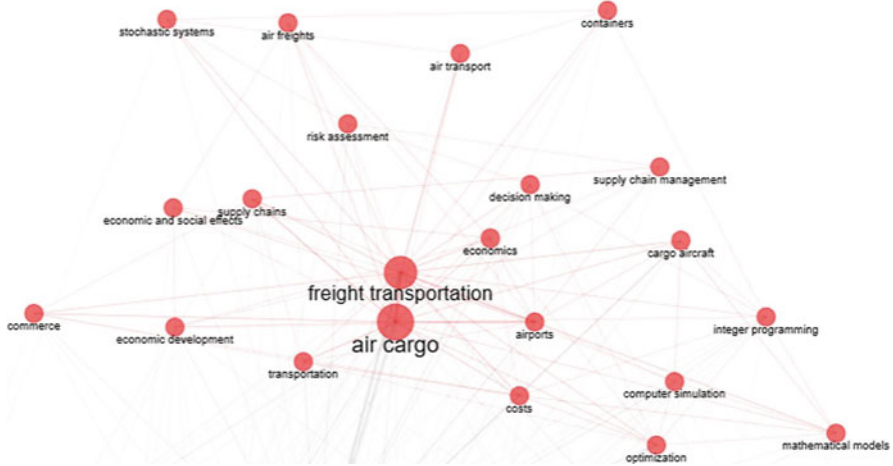 stochastic systems
air freights
containers
air transport
risk assessment
supply chain management
decision making
supply chains
economic and social effects
economics
cargo aircraft
freight transportation
commerce
economic development
air cargo
airports
integer programming
transportation
computer simulation
costs
mathematical models
optimization